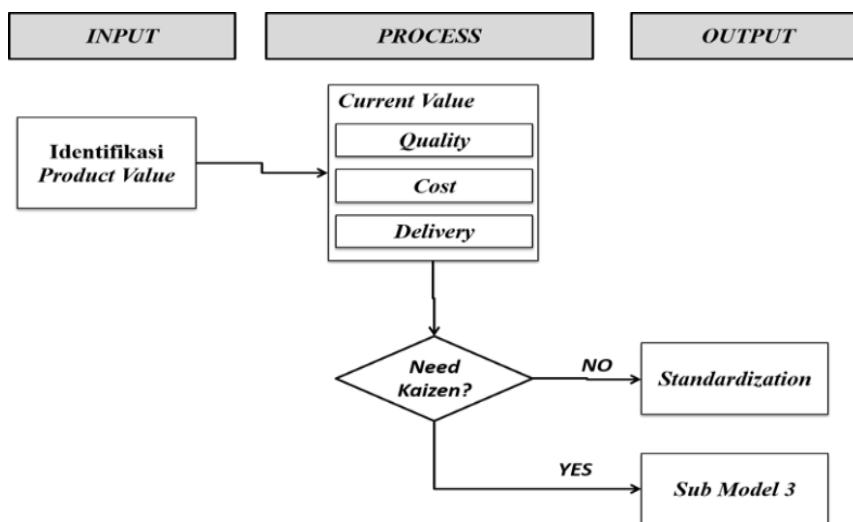 INPUT
PROCESS
OUTPUT
Current Value
Quality
Cost
Delivery
Identifikasi
Product Value
Need
Kaizen?
NO
Standardization
YES
Sub Model 3